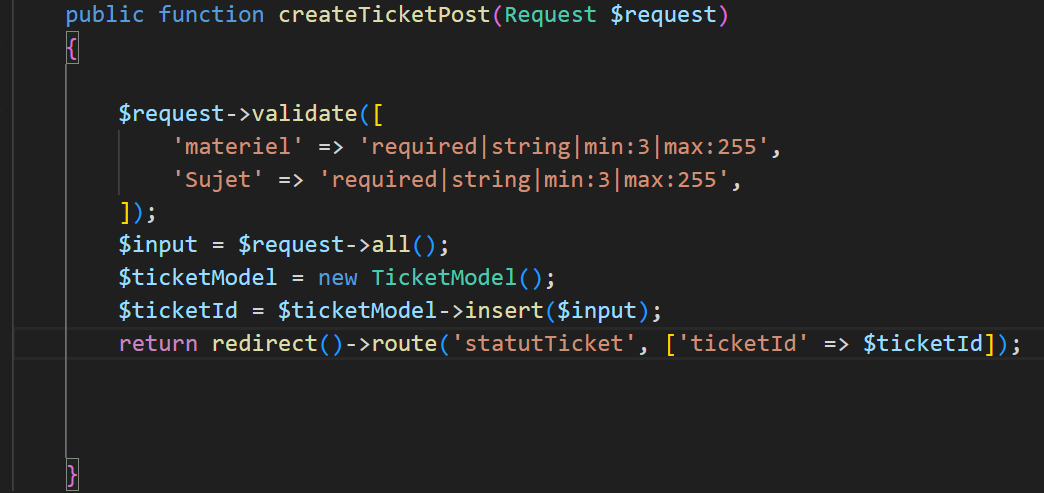 public function createTicketPost(Request $request)
{
$request->validate([
'materiel' => 'required|string|min:3|max:255',
'Sujet' => 'required|string|min:3|max:255',
]);
$input = $request->all();
$ticketModel = new TicketModel();
$ticketId = $ticketModel->insert($input);
return redirect()->route('statutTicket', ['ticketId' => $ticketId]);
}